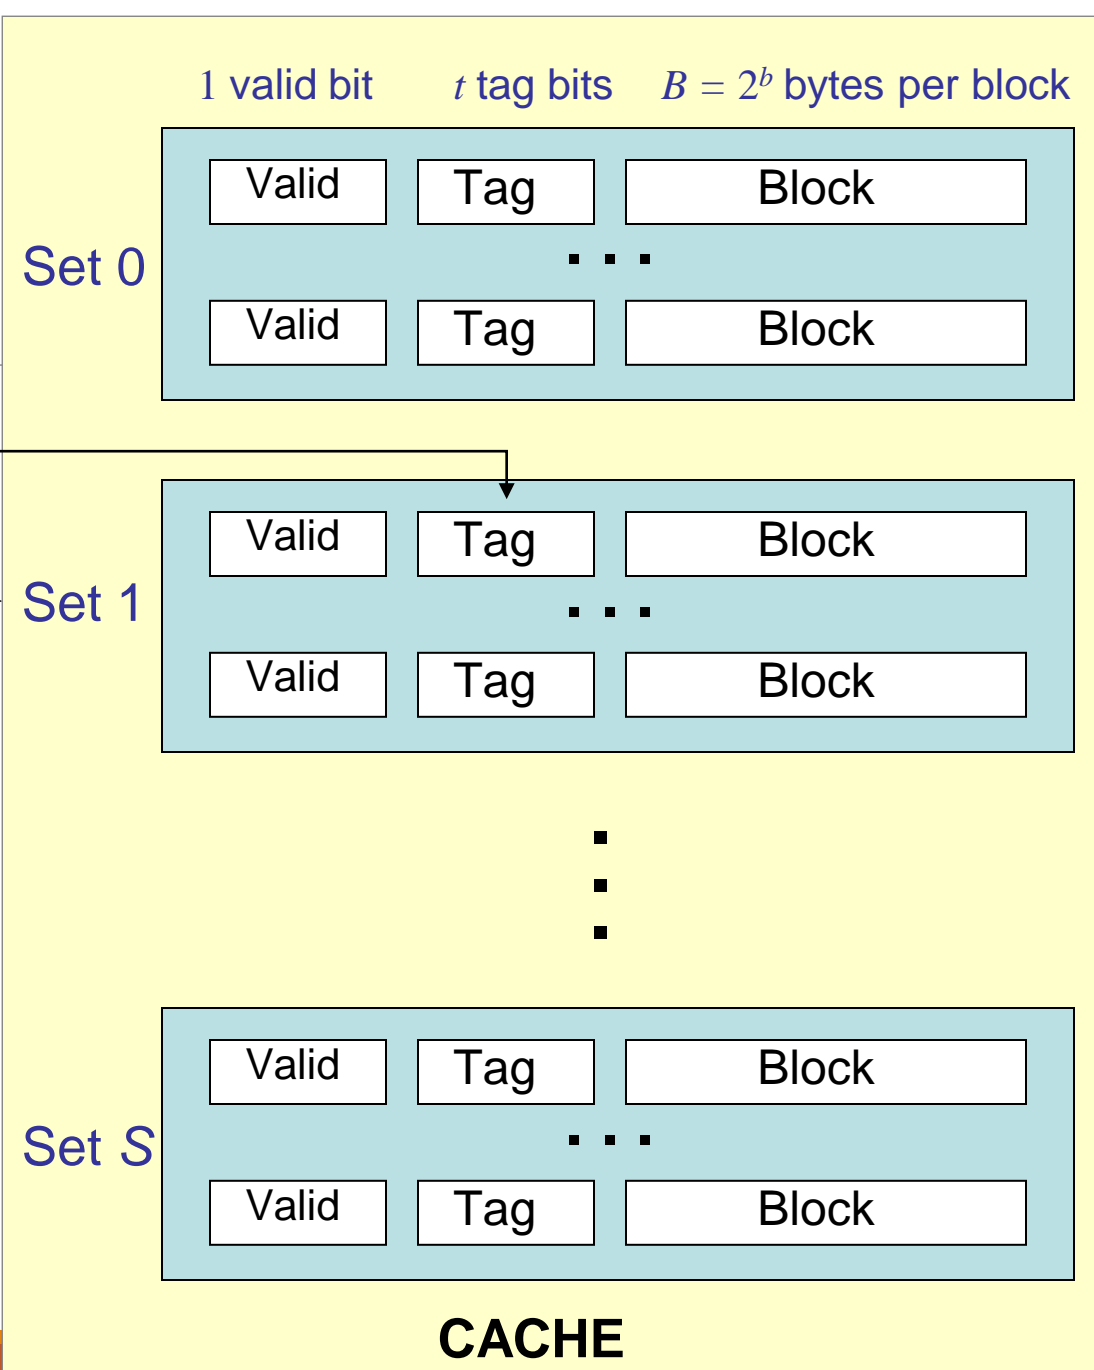 1 valid bit t tag bits B = 2^b bytes per block
Valid Tag Block
Set 0
. . .
Valid Tag Block
Valid Tag Block
Set 1
. . .
Valid Tag Block
Valid Tag Block
Set S
. . .
Valid Tag Block
CACHE